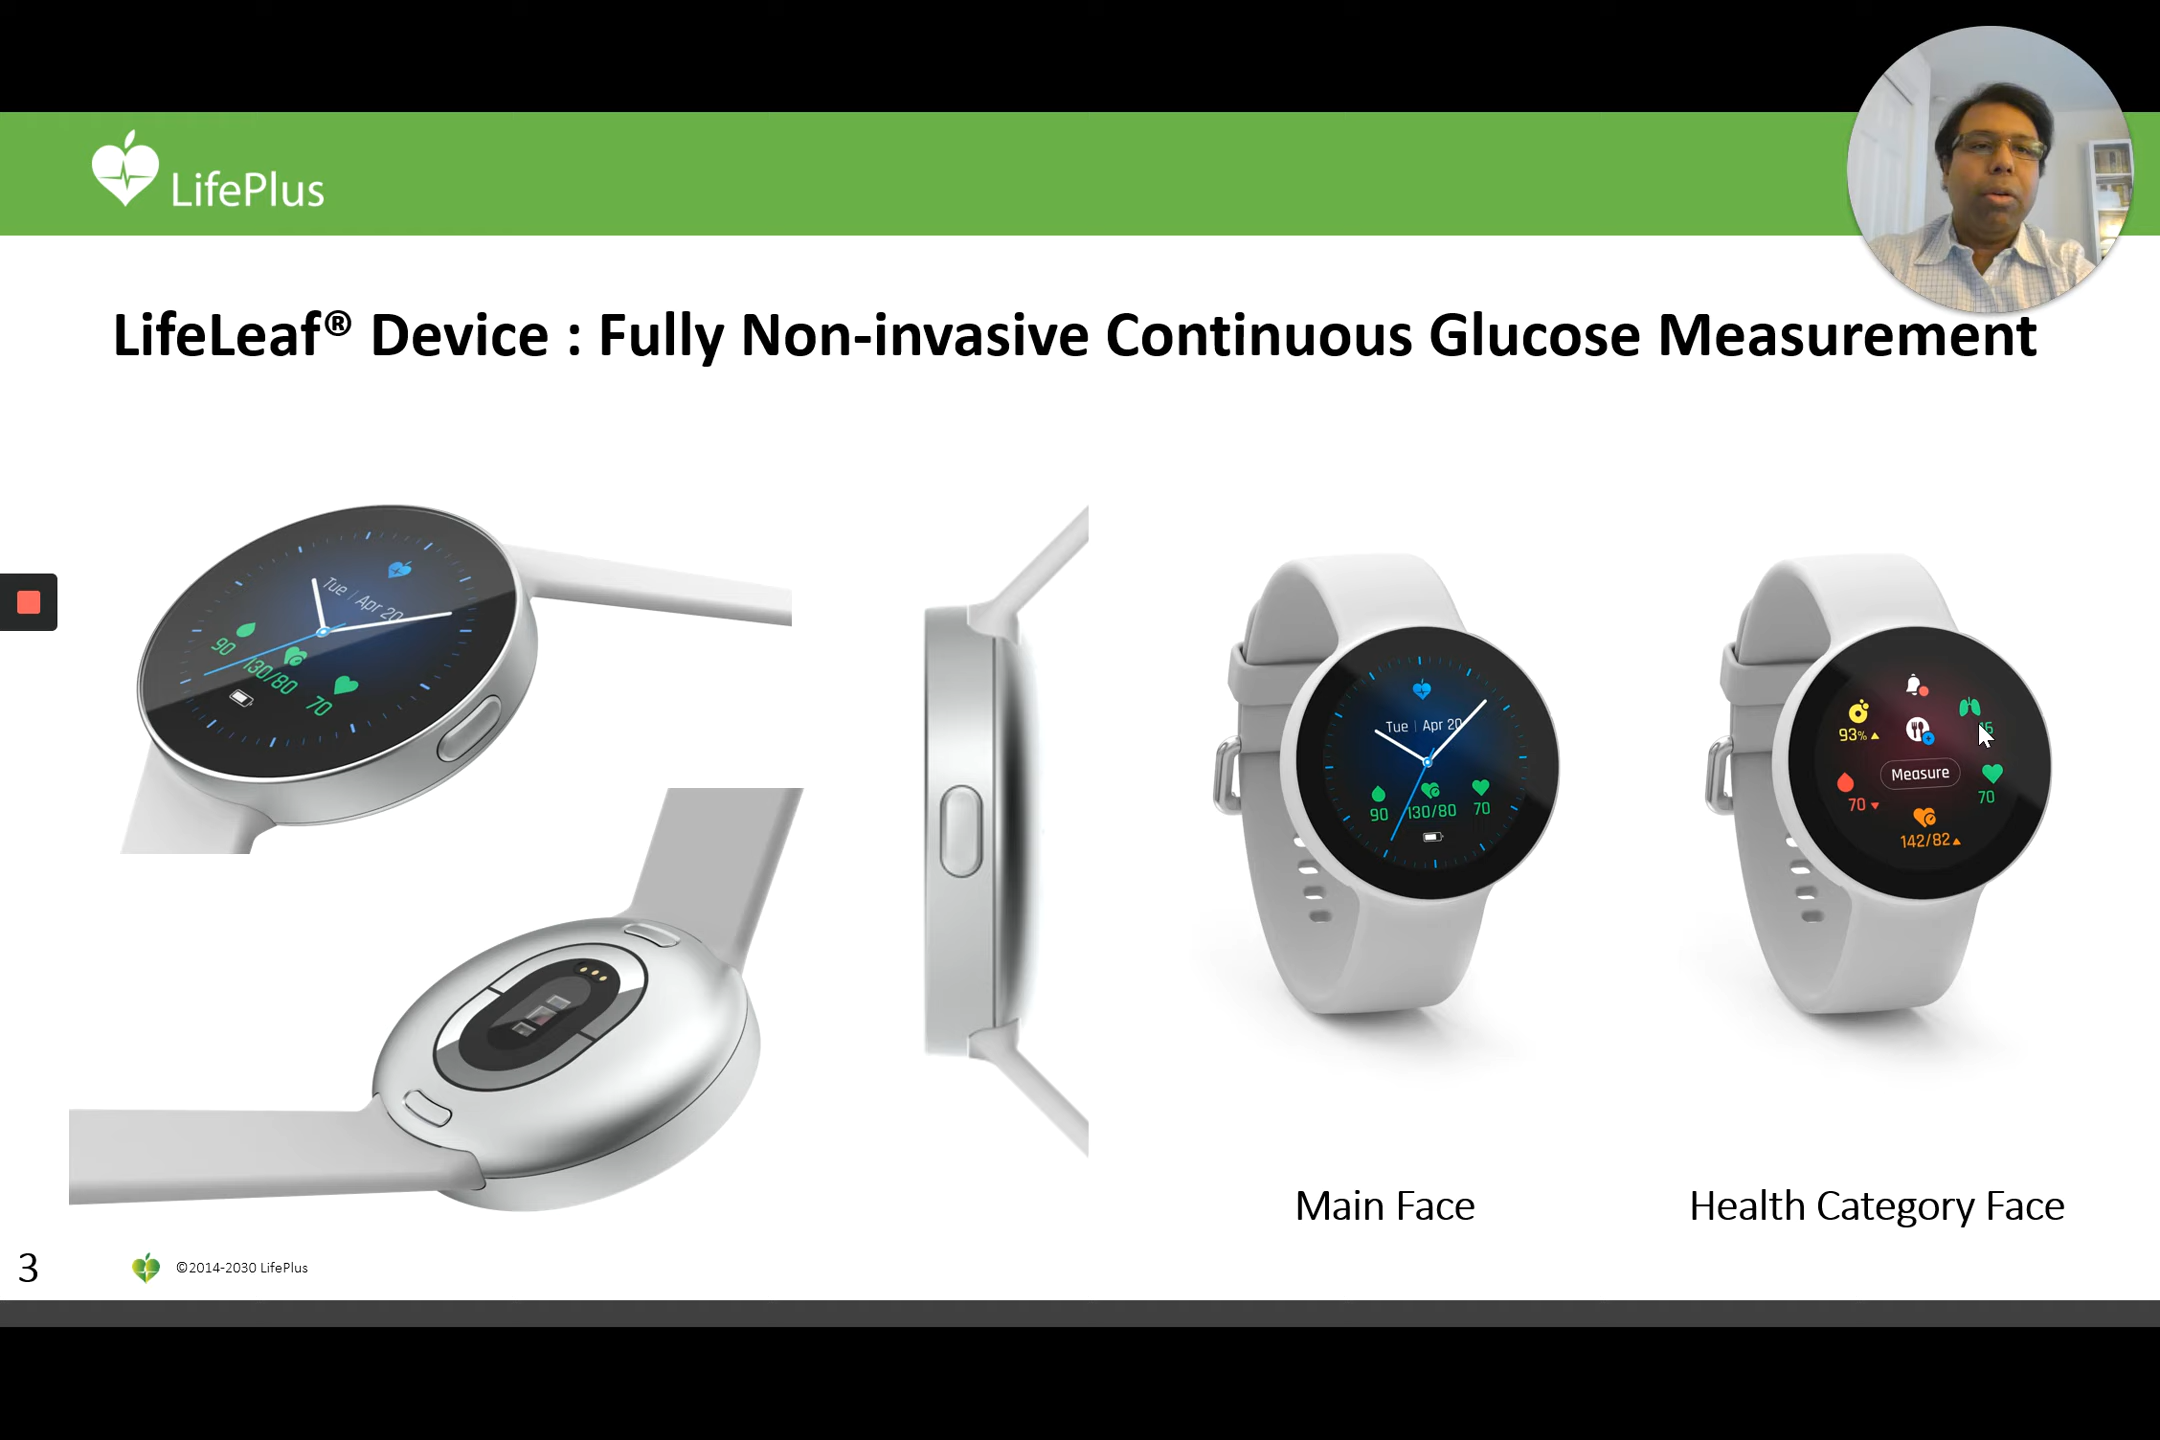 LifePlus
LifeLeaf® Device : Fully Non-invasive Continuous Glucose Measurement
Tue | Apr 20
90
130/80
70
Tue | Apr 20
90 130/80 70
93%
70
Measure
70
142/82
Main Face
Health Category Face
3
©2014-2030 LifePlus